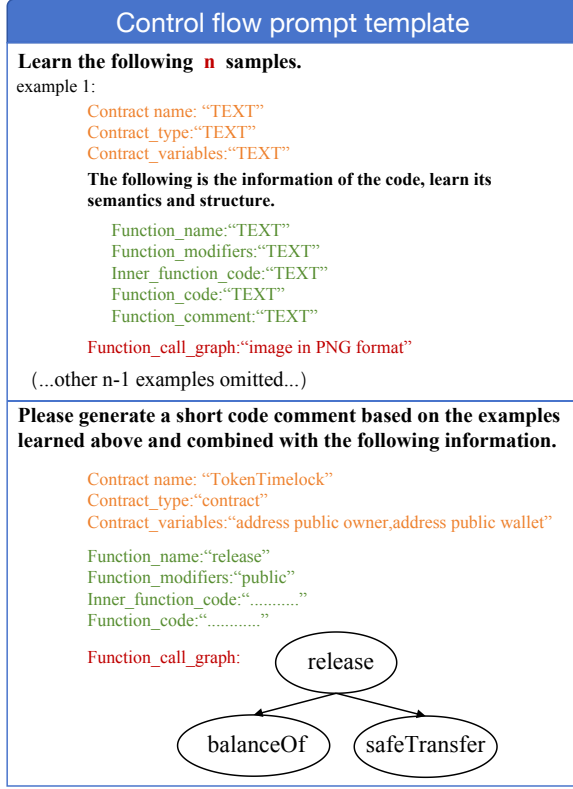 Control flow prompt template
Learn the following n samples.
example 1:
Contract name: “TEXT”
Contract_type:“TEXT”
Contract_variables:“TEXT”
The following is the information of the code, learn its
semantics and structure.
Function_name:“TEXT”
Function_modifiers:“TEXT”
Inner_function_code:“TEXT”
Function_code:“TEXT”
Function_comment:“TEXT”
Function_call_graph:“image in PNG format”
(...other n-1 examples omitted...)
Please generate a short code comment based on the examples
learned above and combined with the following information.
Contract name: “TokenTimelock”
Contract_type:“contract”
Contract_variables:“address public owner,address public wallet”
Function_name:“release”
Function_modifiers:“public”
Inner_function_code:“...........”
Function_code:“............”
Function_call_graph:
release
balanceOf
safeTransfer